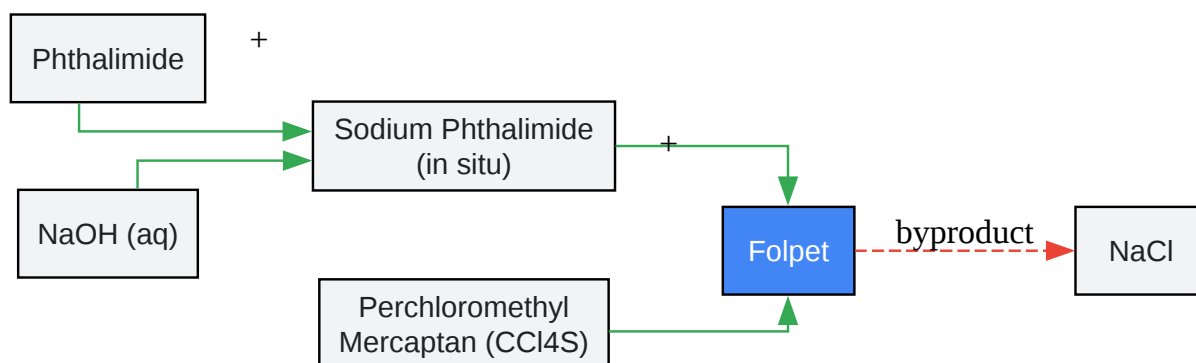 Phthalimide
+
Sodium Phthalimide
(in situ)
+
NaOH (aq)
Folpet
byproduct
NaCl
Perchloromethyl
Mercaptan (CCl4S)